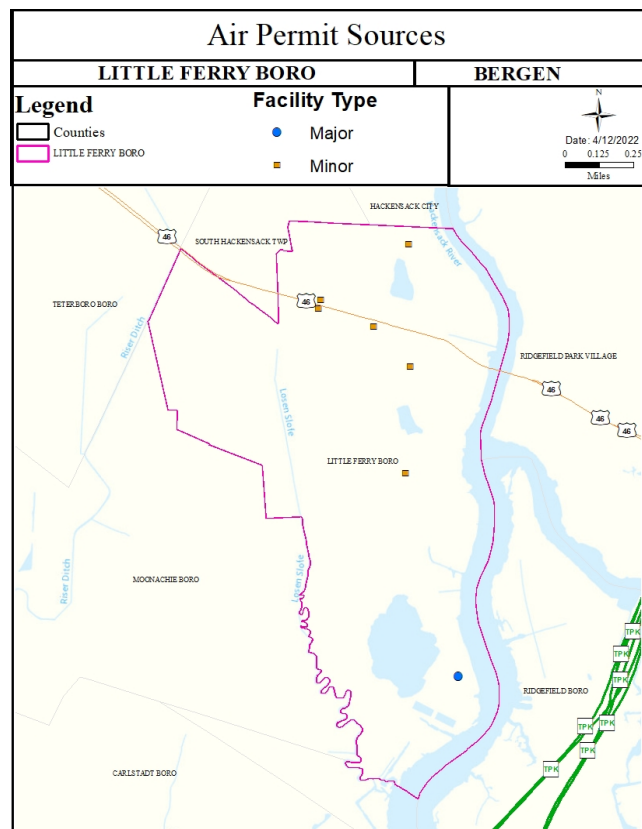 Air Permit Sources
LITTLE FERRY BORO
BERGEN
Legend
Counties
LITTLE FERRY BORO
Facility Type
Major
Minor
N
Date: 4/12/2022
0 0.125 0.25
Miles
HACKENSACK CITY
Hackensack River
46
SOUTH HACKENSACK TWP
TETERBORO BORO
46
Riser Ditch
RIDGEFIELD PARK VILLAGE
46
46
46
Losen Slofe
LITTLE FERRY BORO
MOONACHIE BORO
Riser Ditch
Losen Slofe
TPK
TPK
TPK
RIDGEFIELD BORO
TPK
TPK
TPK
TPK
CARLSTADT BORO